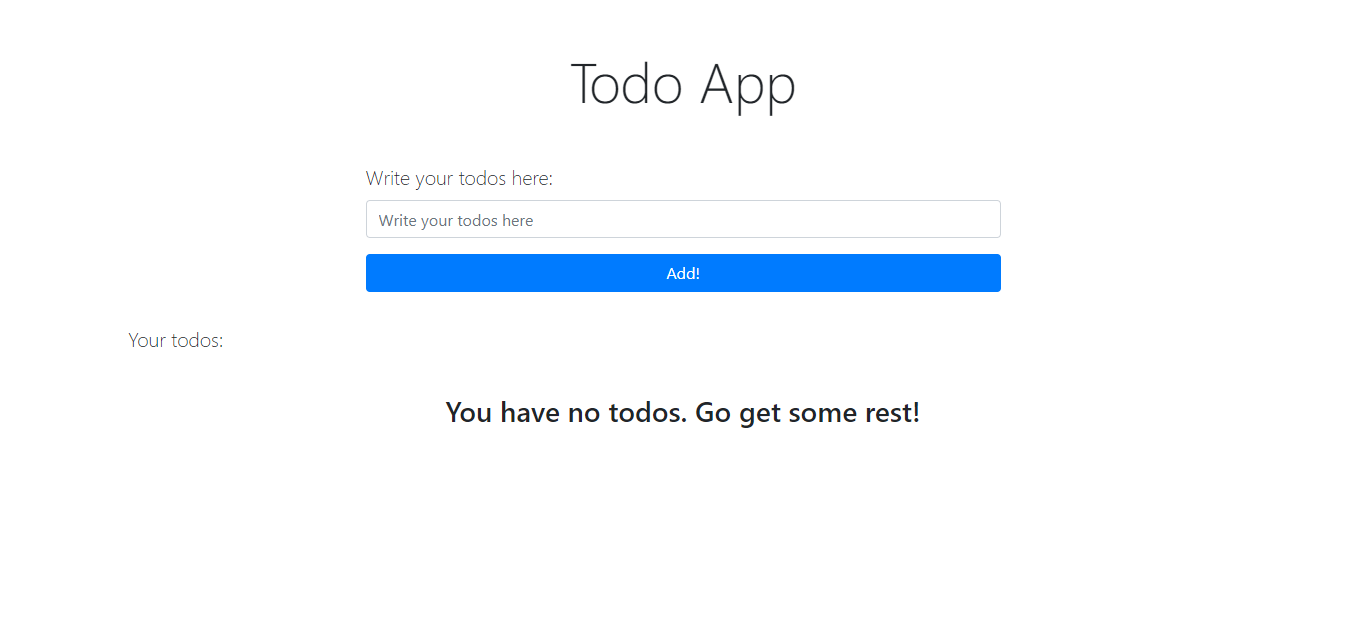 Todo App
Write your todos here:
Write your todos here
Add!
Your todos:
You have no todos. Go get some rest!